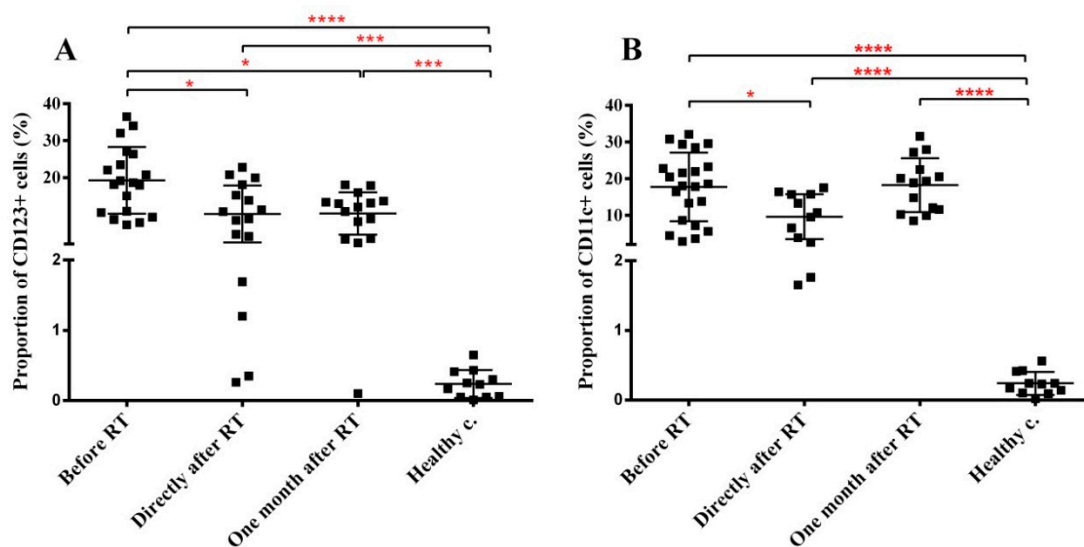 A
****
***
*
***
*
Proportion of CD123+ cells (%)
40
30
20
2
1
0
Before RT
Directly after RT
One month after RT
Healthy c.
B
****
****
*
****
Proportion of CD11c+ cells (%)
40
30
20
10
2
1
0
Before RT
Directly after RT
One month after RT
Healthy c.